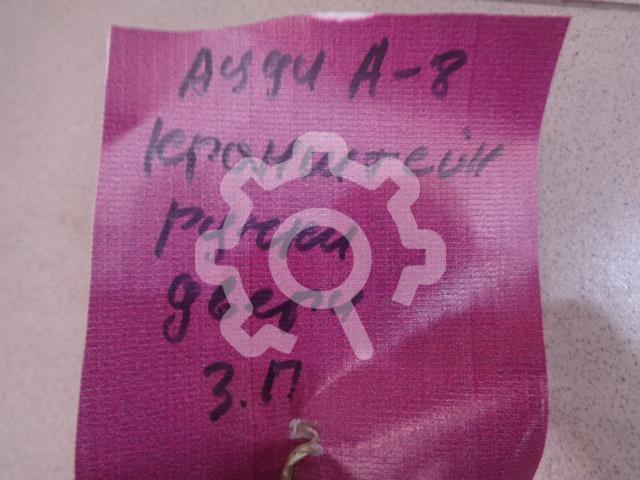 Ауди А-8
кронштейн
ручки
двери
З.П